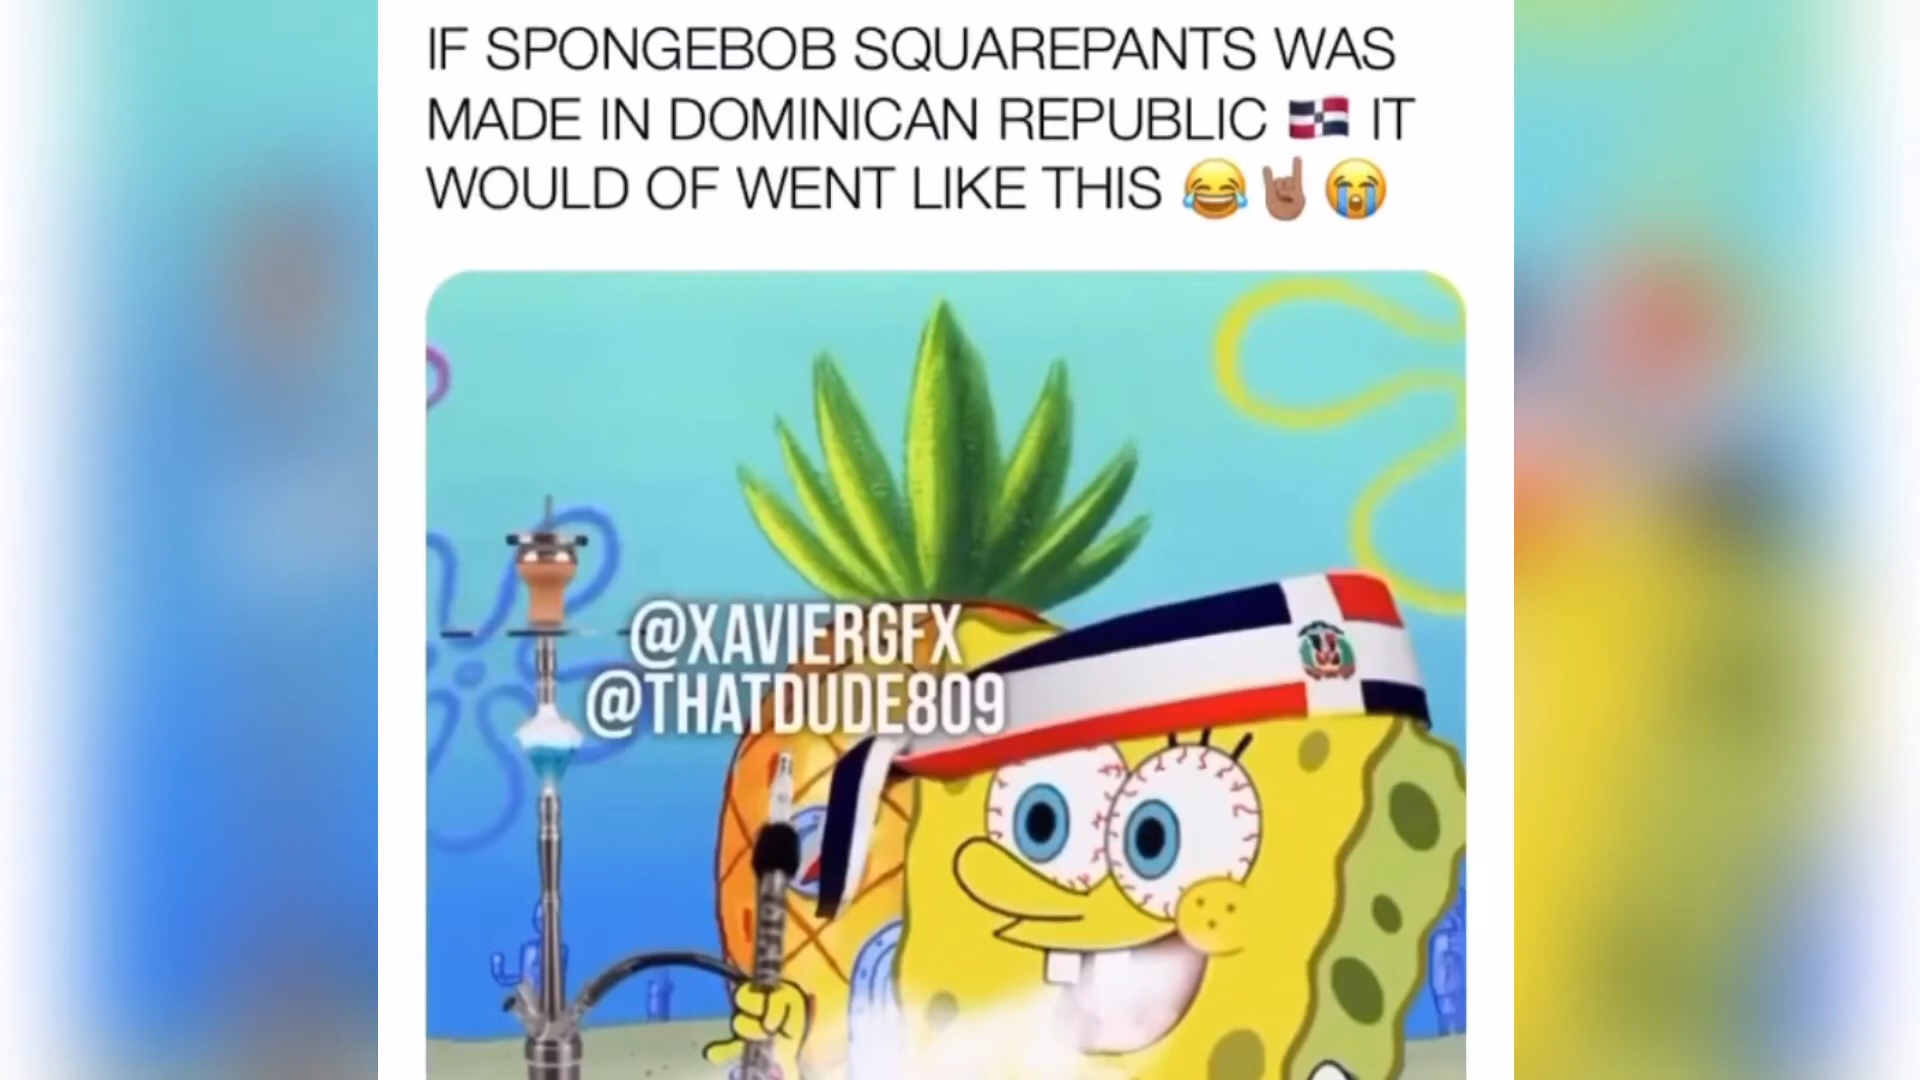 IF SPONGEBOB SQUAREPANTS WAS
MADE IN DOMINICAN REPUBLIC 🇩🇴 IT
WOULD OF WENT LIKE THIS 😂🤘🏽😭
@XAVIERGFX
@THATDUDE809